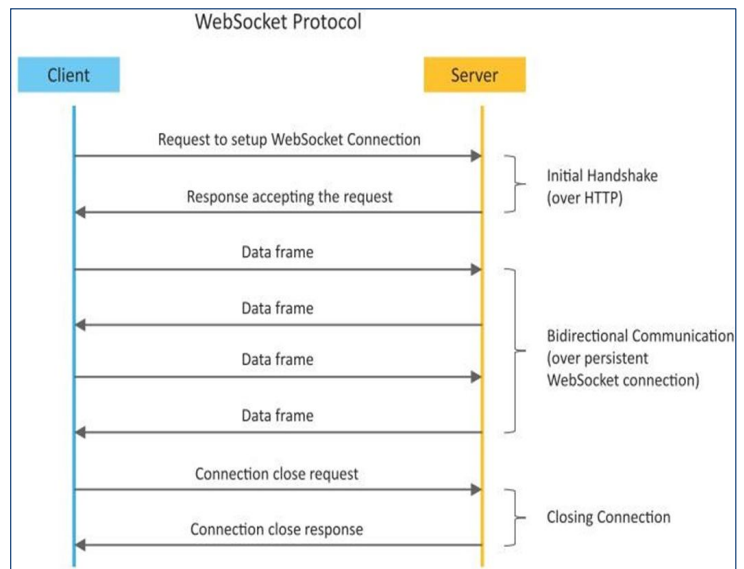 WebSocket Protocol
Client
Server
Request to setup WebSocket Connection
Response accepting the request
Initial Handshake
(over HTTP)
Data frame
Data frame
Data frame
Data frame
Bidirectional Communication
(over persistent
WebSocket connection)
Connection close request
Connection close response
Closing Connection